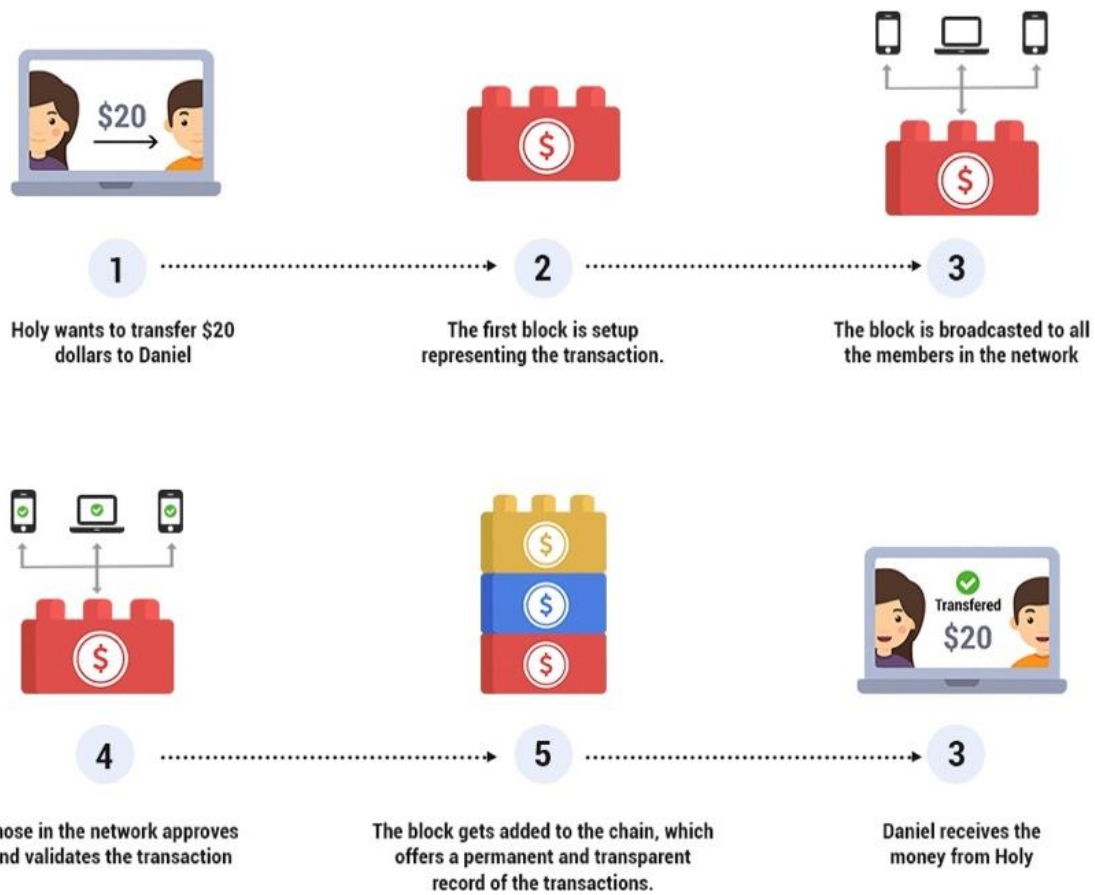 $20
$
$
1
2
3
Holy wants to transfer $20
dollars to Daniel
The first block is setup
representing the transaction.
The block is broadcasted to all
the members in the network
$
$
$
$
Transfered
$20
4
5
3
in the network approves
validates the transaction
The block gets added to the chain, which
offers a permanent and transparent
record of the transactions.
Daniel receives the
money from Holy